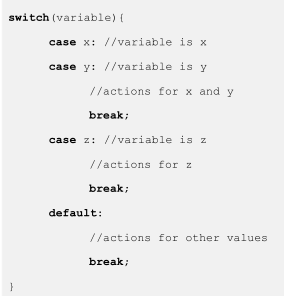 switch(variable){
case x: //variable is x
case y: //variable is y
//actions for x and y
break;
case z: //variable is z
//actions for z
break;
default:
//actions for other values
break;
}